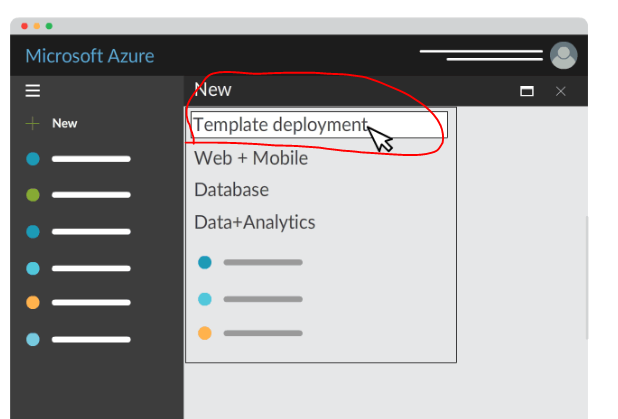 Microsoft Azure
New
New
Template deployment
Web + Mobile
Database
Data+Analytics